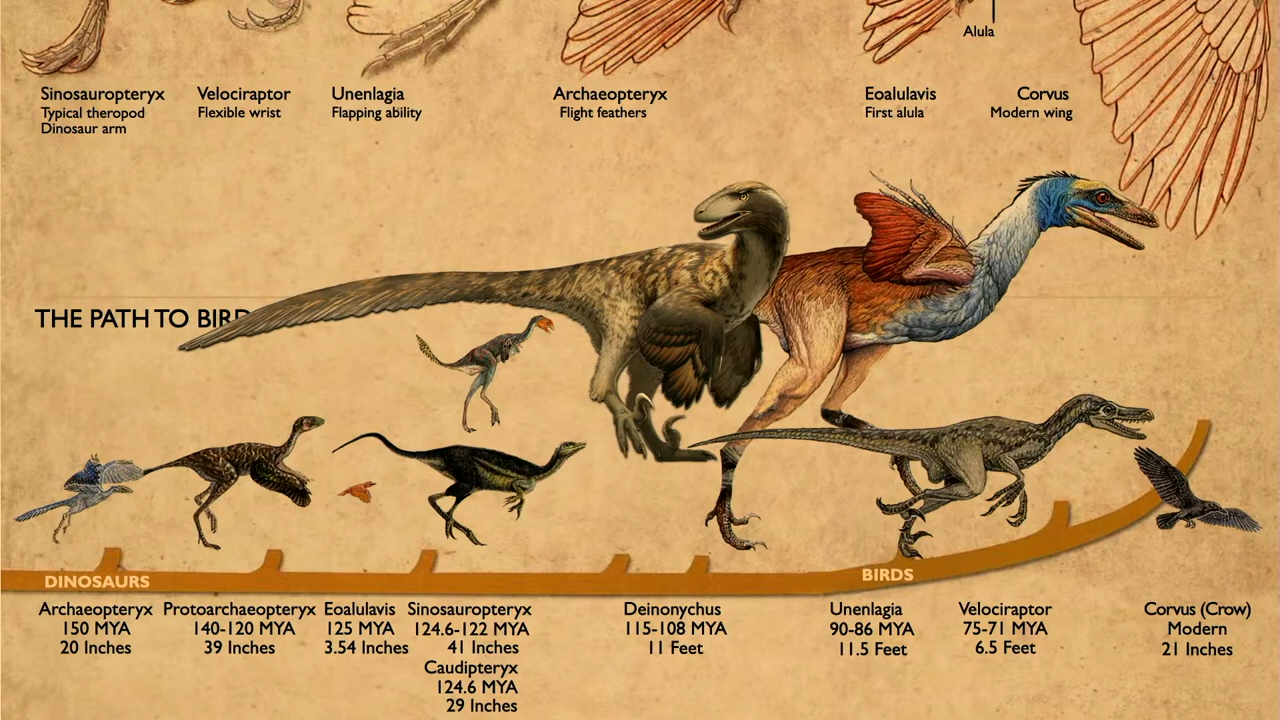 Alula
Sinosauropteryx
Typical theropod
Dinosaur arm
Velociraptor
Flexible wrist
Unenlagia
Flapping ability
Archaeopteryx
Flight feathers
Eoalulavis
First alula
Corvus
Modern wing
THE PATH TO BIRD
DINOSAURS
BIRDS
Archaeopteryx
150 MYA
20 Inches
Protoarchaeopteryx
140-120 MYA
39 Inches
Eoalulavis
125 MYA
3.54 Inches
Sinosauropteryx
124.6-122 MYA
41 Inches
Caudipteryx
124.6 MYA
29 Inches
Deinonychus
115-108 MYA
11 Feet
Unenlagia
90-86 MYA
11.5 Feet
Velociraptor
75-71 MYA
6.5 Feet
Corvus (Crow)
Modern
21 Inches